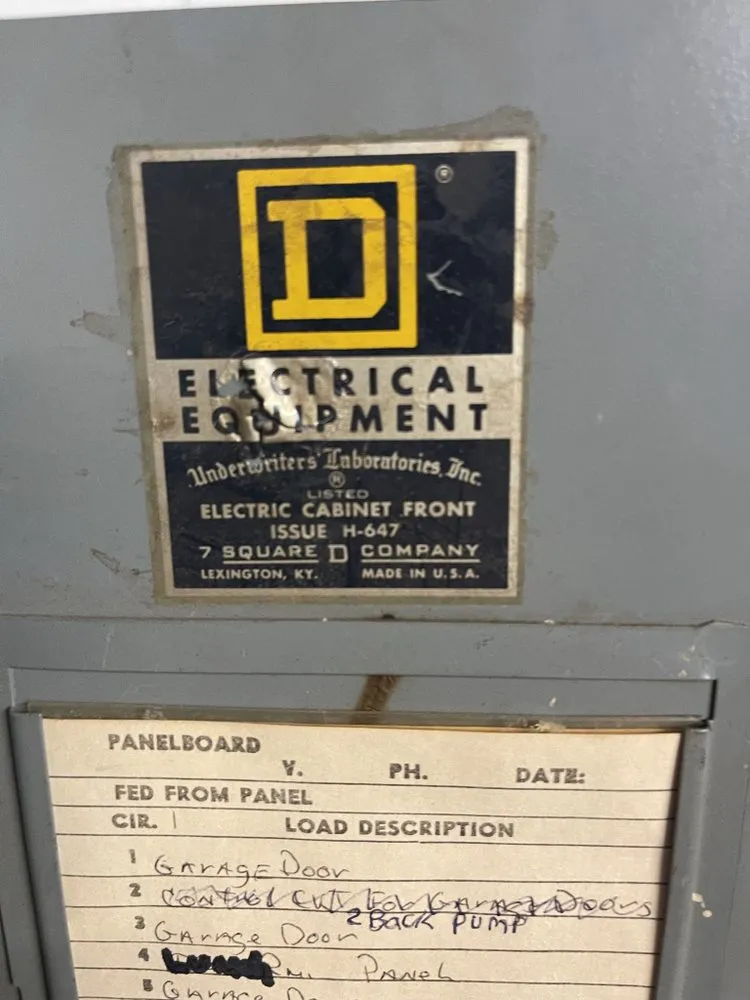 D ®
ELECTRICAL
EQUIPMENT
Underwriters' Laboratories, Inc.
®
LISTED
ELECTRIC CABINET FRONT
ISSUE H-647
7 SQUARE D COMPANY
LEXINGTON, KY. MADE IN U.S.A.
PANELBOARD
V. PH. DATE:
FED FROM PANEL
CIR. LOAD DESCRIPTION
1 GARAGE DOOR
2 CONTROL CKT FOR GARAGE DOORS
2 BACK PUMP
3 GARAGE DOOR
4 RM. PANEL
5 GARAGE